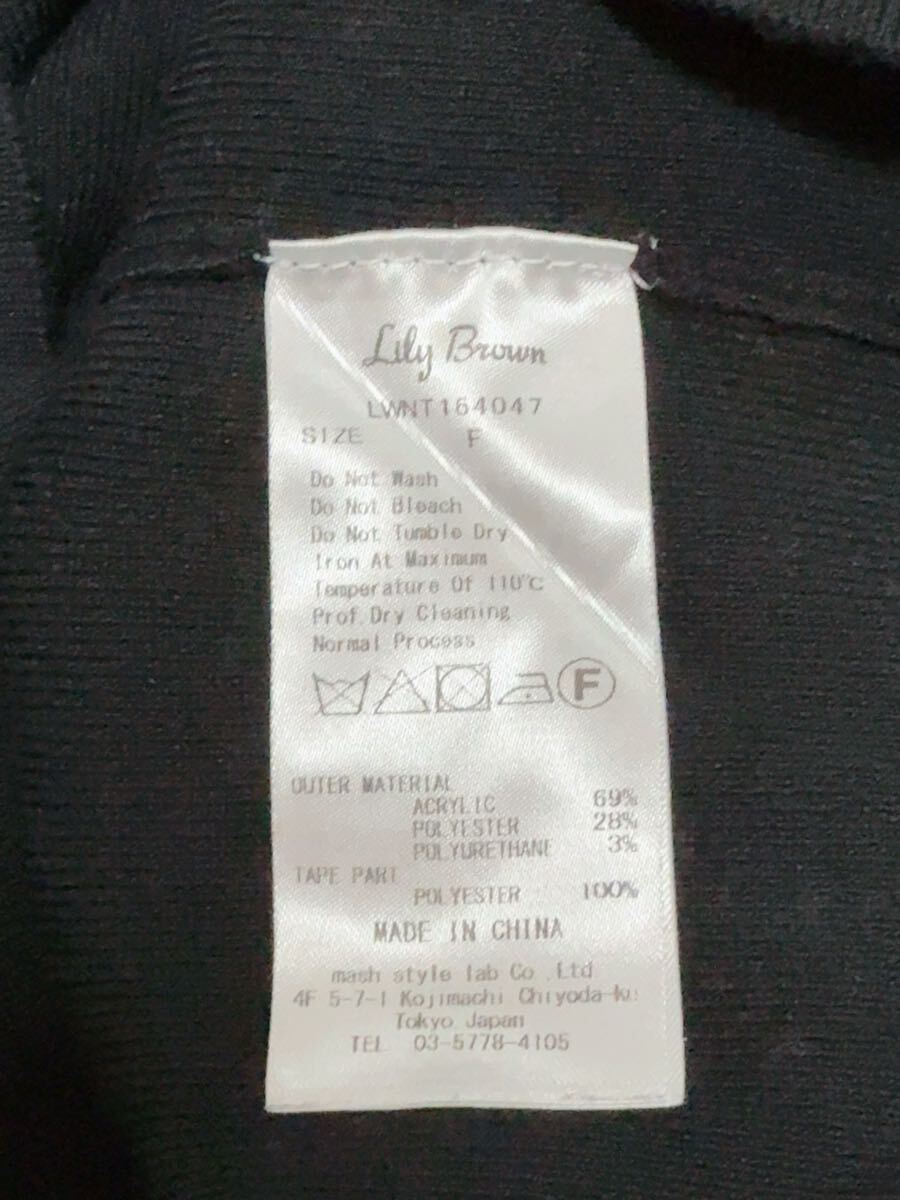 Lily Brown
LWNT164047
SIZE F
Do Not Wash
Do Not Bleach
Do Not Tumble Dry
Iron At Maximum
Temperature Of 110℃
Prof. Dry Cleaning
Normal Process
F
OUTER MATERIAL
ACRYLIC 69%
POLYESTER 28%
POLYURETHANE 3%
TAPE PART
POLYESTER 100%
MADE IN CHINA
mash style lab Co.,Ltd
4F 5-7-1 Kojimachi Chiyoda-ku
Tokyo Japan
TEL 03-5778-4105